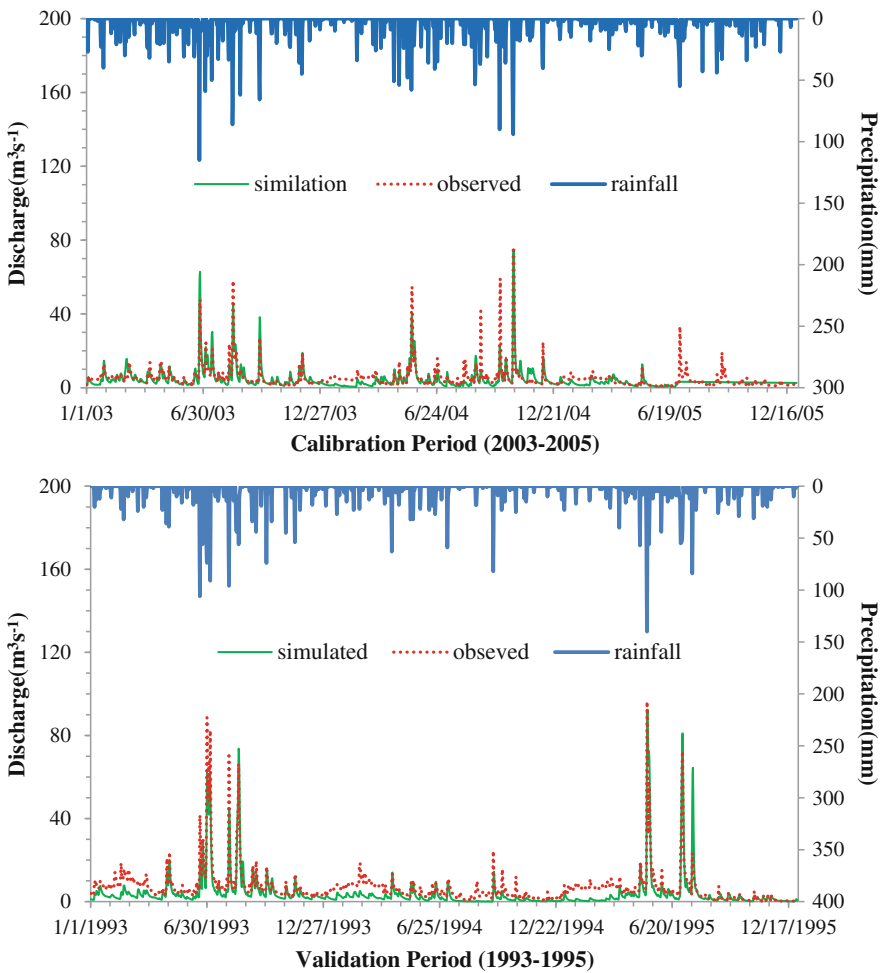 200
160
120
80
40
0
Discharge(m³s⁻¹)
0
50
100
150
200
250
300
Precipitation(mm)
similation observed rainfall
1/1/03 6/30/03 12/27/03 6/24/04 12/21/04 6/19/05 12/16/05
Calibration Period (2003-2005)
200
160
120
80
40
0
Discharge(m³s⁻¹)
0
50
100
150
200
250
300
350
400
Precipitation(mm)
simulated obseved rainfall
1/1/1993 6/30/1993 12/27/1993 6/25/1994 12/22/1994 6/20/1995 12/17/1995
Validation Period (1993-1995)